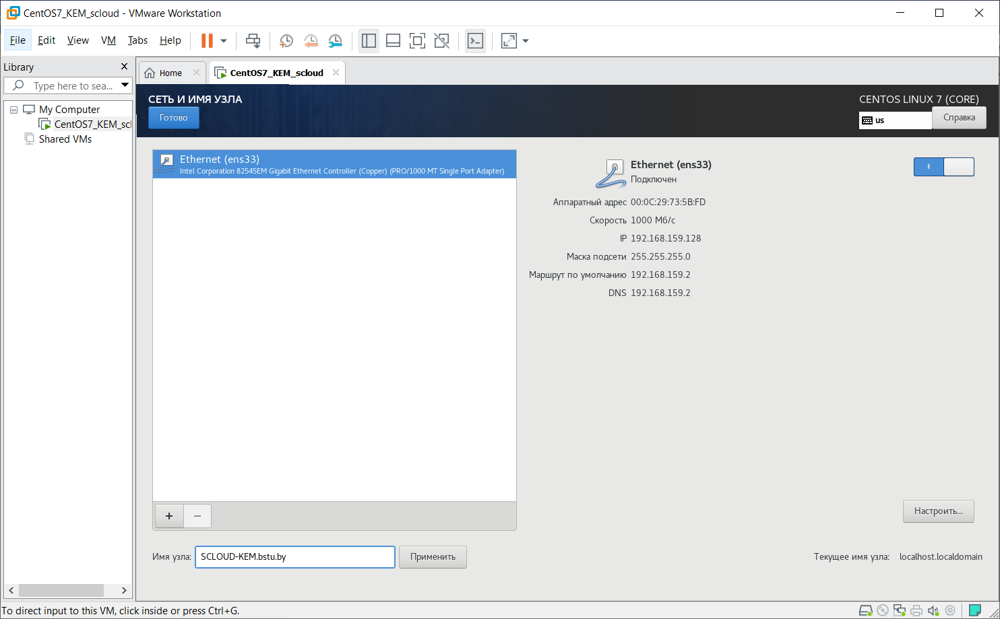 CentOS7_KEM_scloud - VMware Workstation
File Edit View VM Tabs Help
Library
Type here to sea...
My Computer
CentOS7_KEM_scl
Shared VMs
Home
CentOS7_KEM_scloud
СЕТЬ И ИМЯ УЗЛА
Готово
CENTOS LINUX 7 (CORE)
us
Справка
Ethernet (ens33)
Intel Corporation 82545EM Gigabit Ethernet Controller (Copper) (PRO/1000 MT Single Port Adapter)
Ethernet (ens33)
Подключен
Аппаратный адрес 00:0C:29:73:5B:FD
Скорость 1000 Мб/с
IP 192.168.159.128
Маска подсети 255.255.255.0
Маршрут по умолчанию 192.168.159.2
DNS 192.168.159.2
Настроить...
Имя узла: SCLOUD-KEM.bstu.by Применить
Текущее имя узла: localhost.localdomain
To direct input to this VM, click inside or press Ctrl+G.